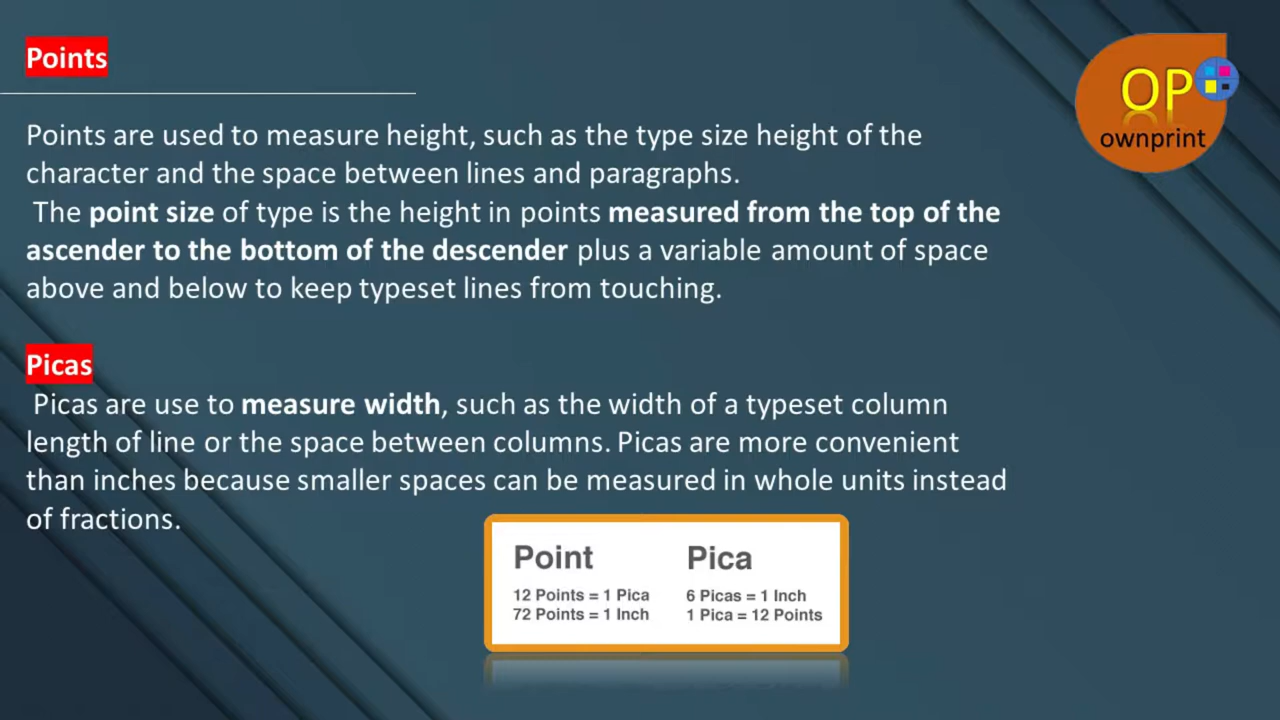 Points
OP
ownprint
Points are used to measure height, such as the type size height of the
character and the space between lines and paragraphs.
The point size of type is the height in points measured from the top of the
ascender to the bottom of the descender plus a variable amount of space
above and below to keep typeset lines from touching.
Picas
Picas are use to measure width, such as the width of a typeset column
length of line or the space between columns. Picas are more convenient
than inches because smaller spaces can be measured in whole units instead
of fractions.
Point
12 Points = 1 Pica
72 Points = 1 Inch
Pica
6 Picas = 1 Inch
1 Pica = 12 Points